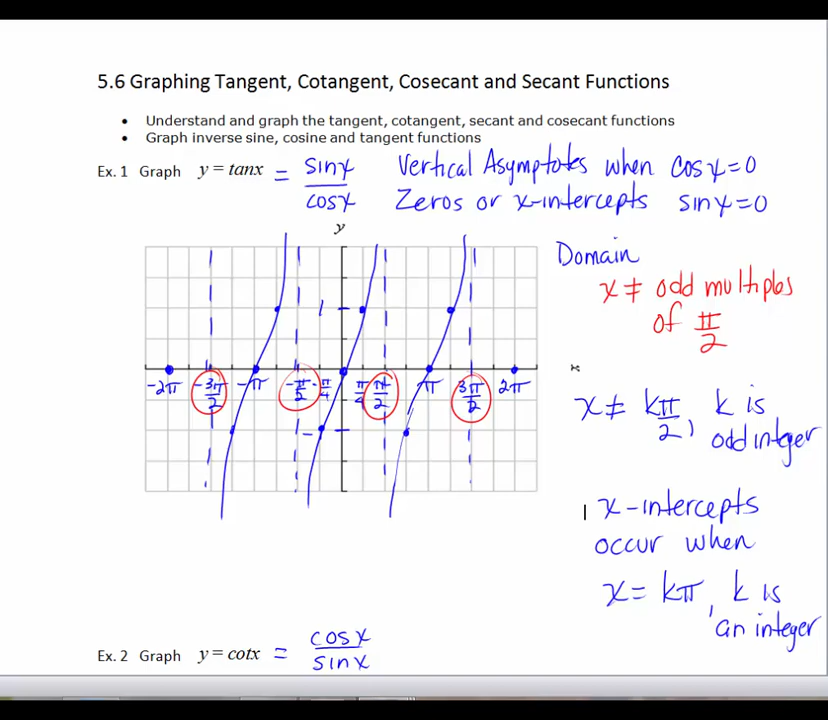 5.6 Graphing Tangent, Cotangent, Cosecant and Secant Functions
• Understand and graph the tangent, cotangent, secant and cosecant functions
• Graph inverse sine, cosine and tangent functions
Ex. 1 Graph y = tanx = sinx/cosx
Vertical Asymptotes when cosx=0
Zeros or x-intercepts sinx=0
y
Domain
x ≠ odd multiples
of π/2
1
x
-2π -3π/2 -π -π/2 -π/4 π/4 π/2 π 3π/2 2π
x ≠ kπ/2, k is
odd integer
x-intercepts
occur when
x = kπ, k is
an integer
Ex. 2 Graph y = cotx = cosx/sinx